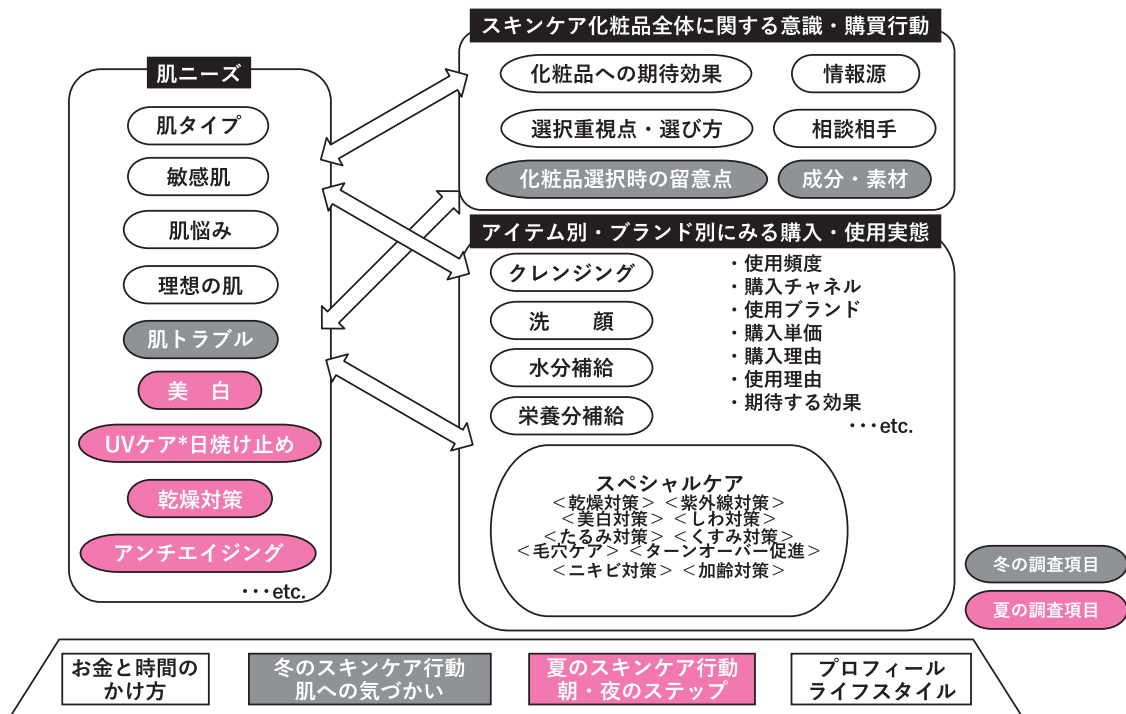 肌ニーズ
肌タイプ
敏感肌
肌悩み
理想の肌
肌トラブル
美　白
UVケア*日焼け止め
乾燥対策
アンチエイジング
･･･etc.
スキンケア化粧品全体に関する意識・購買行動
化粧品への期待効果
情報源
選択重視点・選び方
相談相手
化粧品選択時の留意点
成分・素材
アイテム別・ブランド別にみる購入・使用実態
クレンジング
洗　　顔
水分補給
栄養分補給
・使用頻度
・購入チャネル
・使用ブランド
・購入単価
・購入理由
・使用理由
・期待する効果
･･･etc.
スペシャルケア
＜乾燥対策＞ ＜紫外線対策＞
＜美白対策＞ ＜しわ対策＞
＜たるみ対策＞ ＜くすみ対策＞
＜毛穴ケア＞ ＜ターンオーバー促進＞
＜ニキビ対策＞ ＜加齢対策＞
冬の調査項目
夏の調査項目
お金と時間の
かけ方
冬のスキンケア行動
肌への気づかい
夏のスキンケア行動
朝・夜のステップ
プロフィール
ライフスタイル